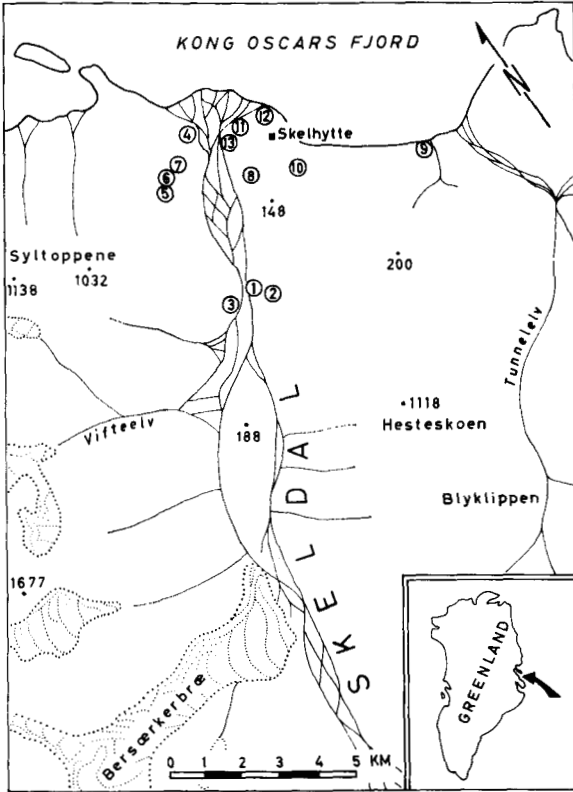 KONG OSCARS FJORD
N
12
11
4
13
Skelhytte
9
7
8
10
6
5
148
Syltoppene
1032
1138
200
1
2
3
Tunnelelv
1118
Hesteskoen
Vifteelv
188
SKELDAL
Blyklippen
1677
Bersærkerbræ
GREENLAND
0 1 2 3 4 5 KM